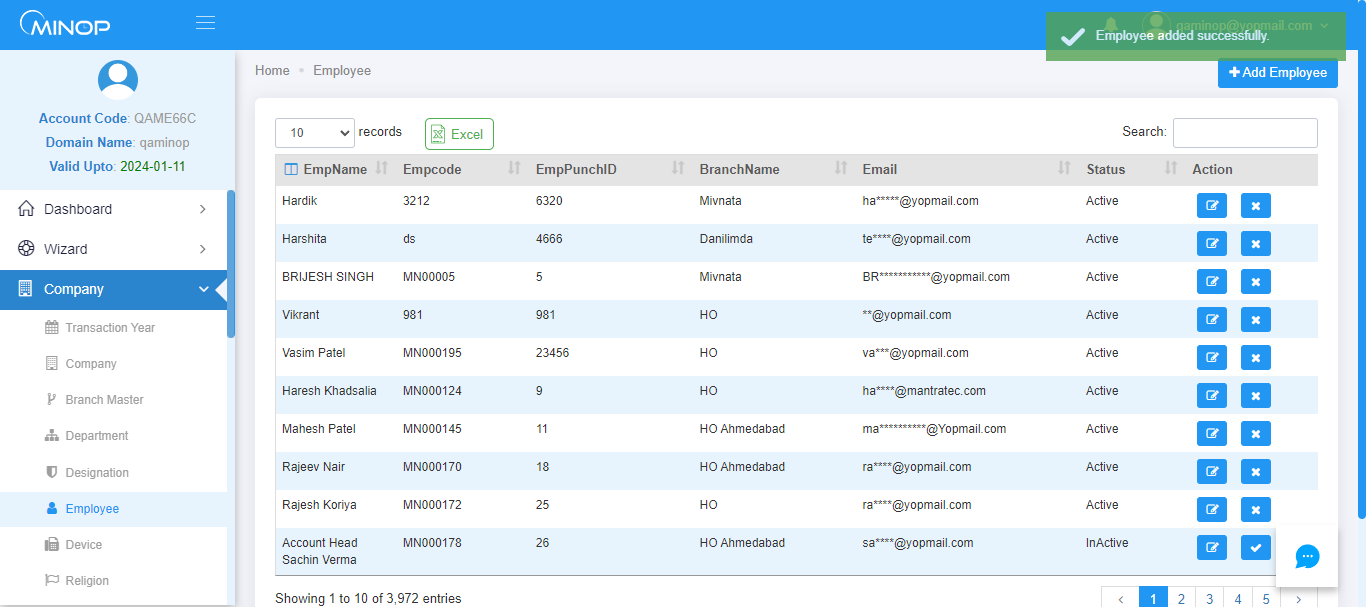 MINOP
qaminop@yopmail.com
Employee added successfully.
Home • Employee
Add Employee
Account Code: QAME66C
Domain Name: qaminop
Valid Upto: 2024-01-11
Dashboard
Wizard
Company
Transaction Year
Company
Branch Master
Department
Designation
Employee
Device
Religion
10 records Excel Search:
EmpName Empcode EmpPunchID BranchName Email Status Action
Hardik 3212 6320 Mivnata ha*****@yopmail.com Active
Harshita ds 4666 Danilimda te****@yopmail.com Active
BRIJESH SINGH MN00005 5 Mivnata BR***********@yopmail.com Active
Vikrant 981 981 HO **@yopmail.com Active
Vasim Patel MN000195 23456 HO va***@yopmail.com Active
Haresh Khadsalia MN000124 9 HO ha****@mantratec.com Active
Mahesh Patel MN000145 11 HO Ahmedabad ma**********@Yopmail.com Active
Rajeev Nair MN000170 18 HO Ahmedabad ra****@yopmail.com Active
Rajesh Koriya MN000172 25 HO ra****@yopmail.com Active
Account Head MN000178 26 HO Ahmedabad sa****@yopmail.com InActive
Sachin Verma
Showing 1 to 10 of 3,972 entries
‹ 1 2 3 4 5 ›